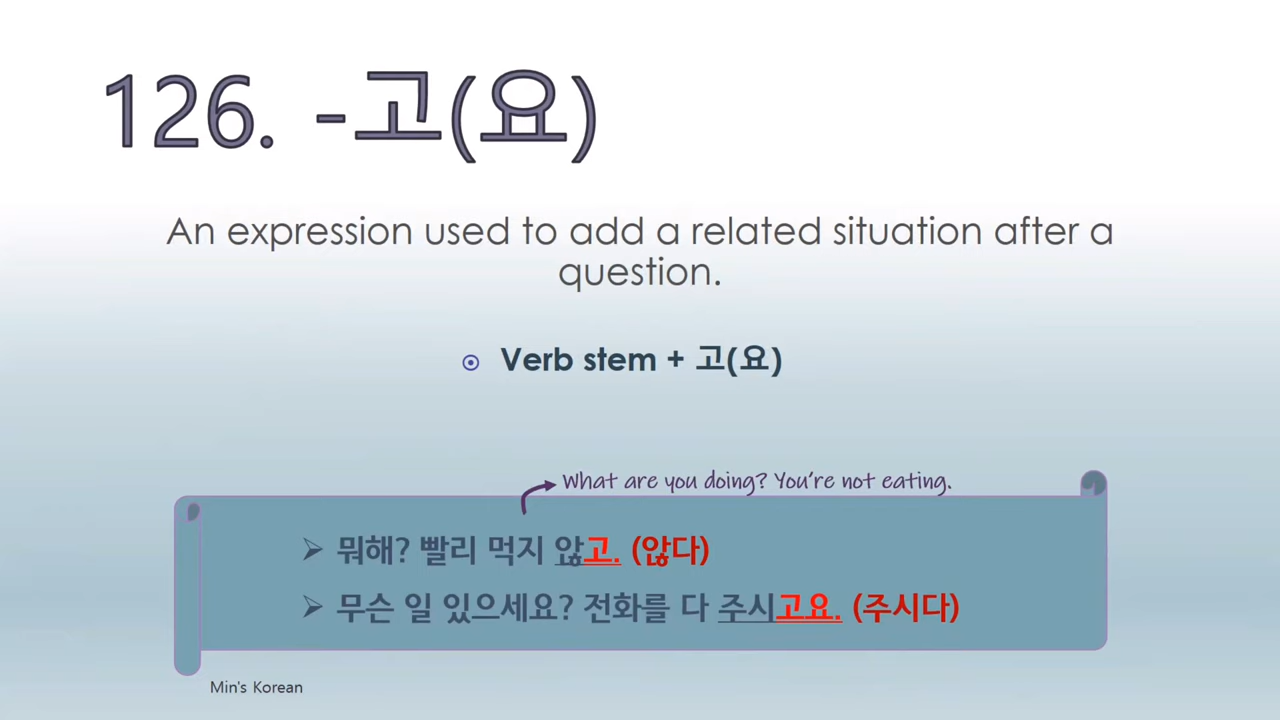 126. -고(요)
An expression used to add a related situation after a
question.
Verb stem + 고(요)
What are you doing? You're not eating.
뭐해? 빨리 먹지 않고. (않다)
무슨 일 있으세요? 전화를 다 주시고요. (주시다)
Min's Korean